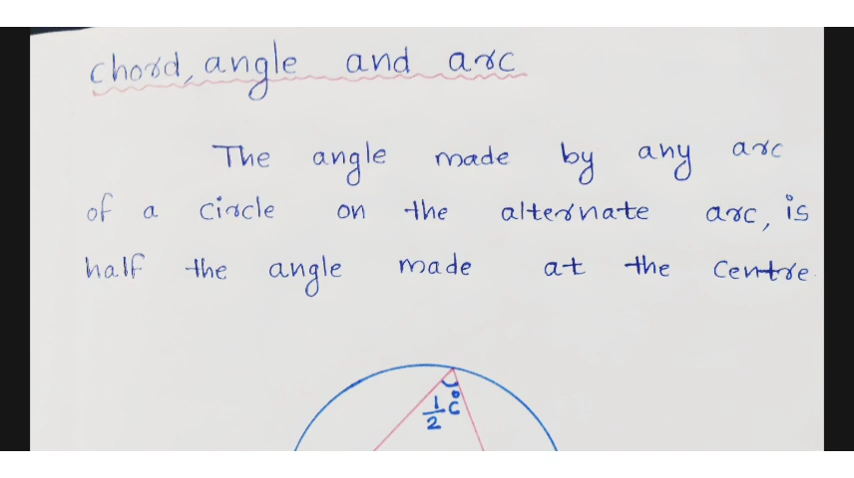 chord, angle and arc
The angle made by any arc
of a circle on the alternate arc, is
half the angle made at the centre.
1/2 c°